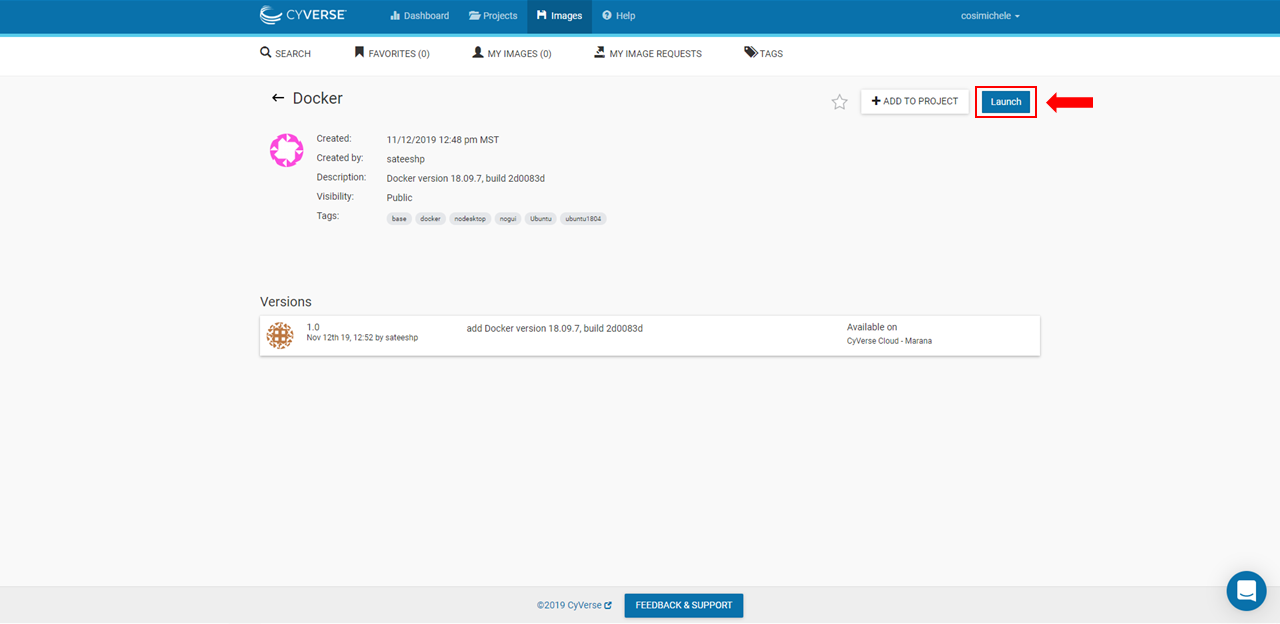 CYVERSE Dashboard Projects Images Help cosimichele
SEARCH FAVORITES (0) MY IMAGES (0) MY IMAGE REQUESTS TAGS
Docker ADD TO PROJECT Launch
Created: 11/12/2019 12:48 pm MST
Created by: sateeshp
Description: Docker version 18.09.7, build 2d0083d
Visibility: Public
Tags: base docker nodesktop nogui Ubuntu ubuntu1804
Versions
1.0 add Docker version 18.09.7, build 2d0083d Available on
Nov 12th 19, 12:52 by sateeshp CyVerse Cloud - Marana
©2019 CyVerse FEEDBACK & SUPPORT